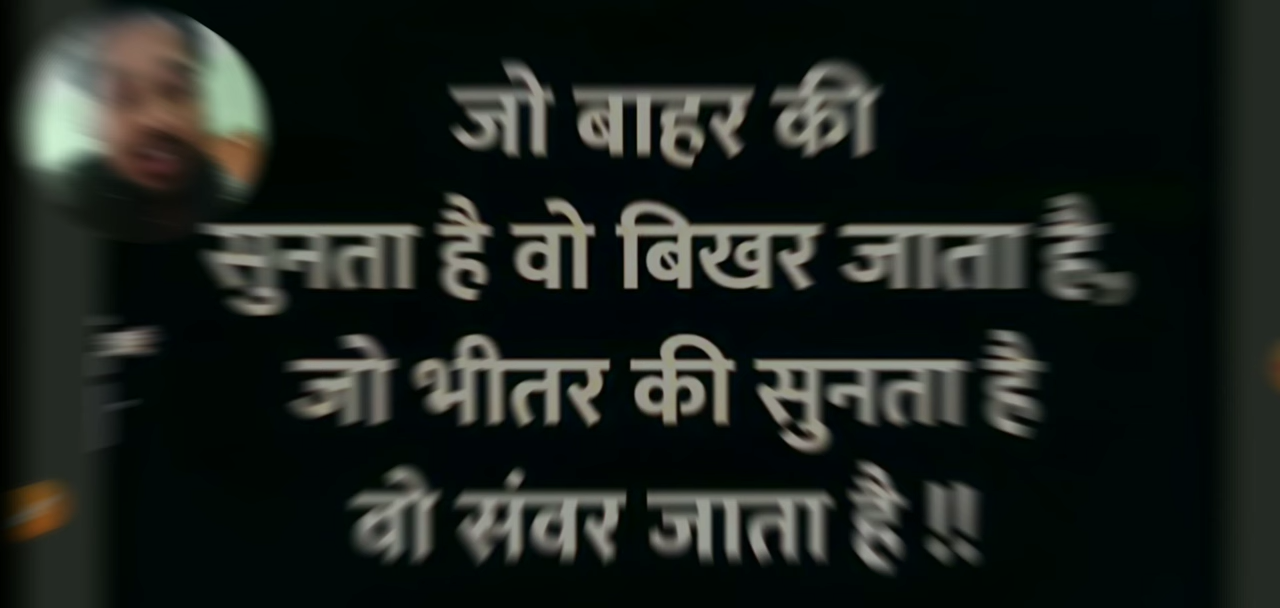 जो बाहर की
सुनता है वो बिखर जाता है,
जो भीतर की सुनता है
वो संवर जाता है !!